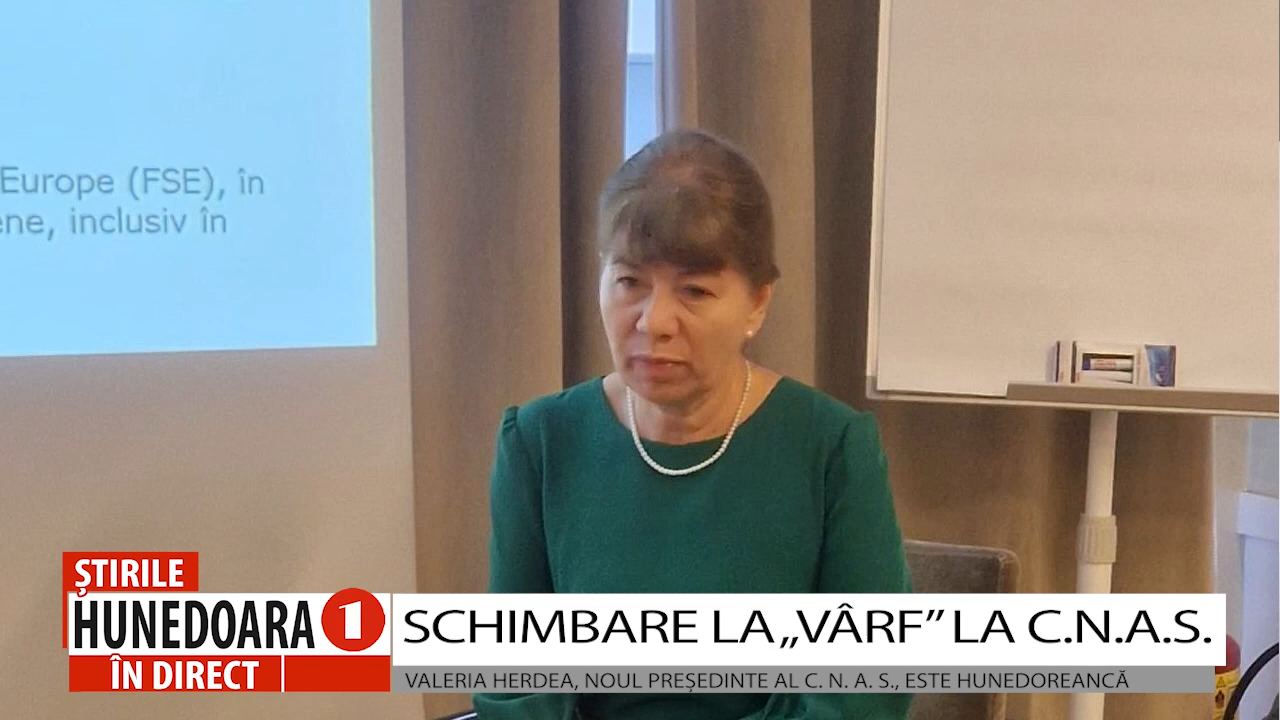 Europe (FSE), în
ene, inclusiv în
ȘTIRILE
HUNEDOARA 1
ÎN DIRECT
SCHIMBARE LA „VÂRF” LA C.N.A.S.
VALERIA HERDEA, NOUL PREȘEDINTE AL C. N. A. S., ESTE HUNEDOREANCĂ